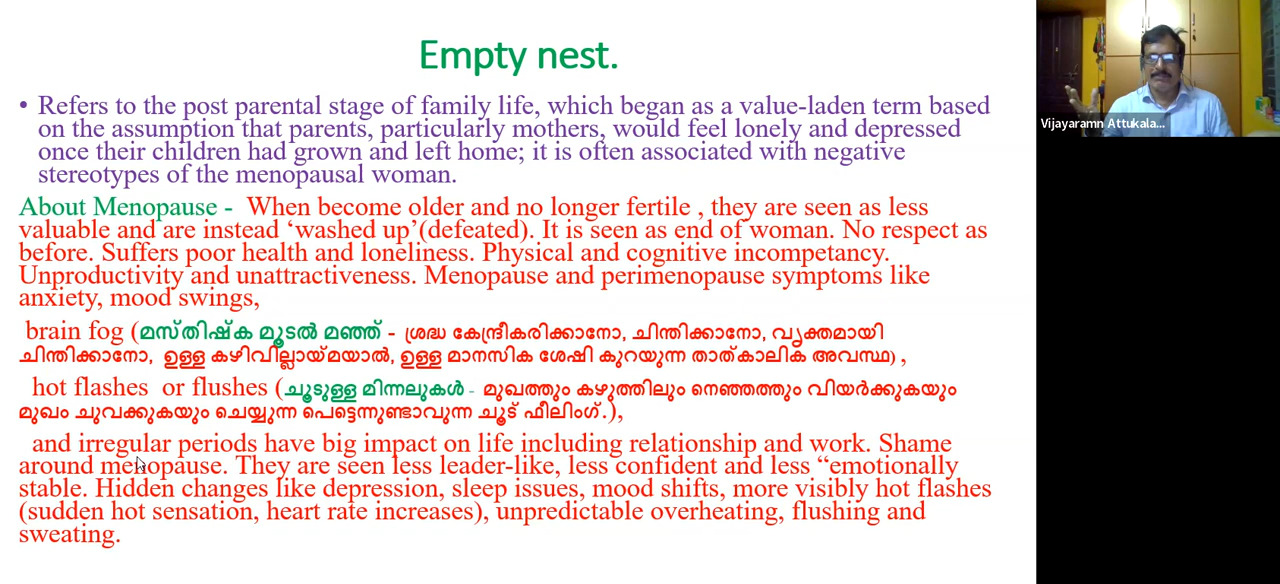 Empty nest.
• Refers to the post parental stage of family life, which began as a value-laden term based
on the assumption that parents, particularly mothers, would feel lonely and depressed
once their children had grown and left home; it is often associated with negative
stereotypes of the menopausal woman.
About Menopause - When become older and no longer fertile , they are seen as less
valuable and are instead ‘washed up’(defeated). It is seen as end of woman. No respect as
before. Suffers poor health and loneliness. Physical and cognitive incompetancy.
Unproductivity and unattractiveness. Menopause and perimenopause symptoms like
anxiety, mood swings,
brain fog (മസ്തിഷ്ക മൂടൽ മഞ്ഞ് - ശ്രദ്ധ കേന്ദ്രീകരിക്കാനോ, ചിന്തിക്കാനോ, വ്യക്തമായി
ചിന്തിക്കാനോ, ഉള്ള കഴിവില്ലായ്മയാൽ, ഉള്ള മാനസിക ശേഷി കുറയുന്ന താത്കാലിക അവസ്ഥ) ,
hot flashes or flushes (ചൂടുള്ള മിന്നലുകൾ - മുഖത്തും കഴുത്തിലും നെഞ്ഞത്തും വിയർക്കുകയും
മുഖം ചുവക്കുകയും ചെയ്യുന്ന പെട്ടെന്നുണ്ടാവുന്ന ചൂട് ഫീലിംഗ്.),
and irregular periods have big impact on life including relationship and work. Shame
around menopause. They are seen less leader-like, less confident and less “emotionally
stable. Hidden changes like depression, sleep issues, mood shifts, more visibly hot flashes
(sudden hot sensation, heart rate increases), unpredictable overheating, flushing and
sweating.
Vijayaramn Attukala...